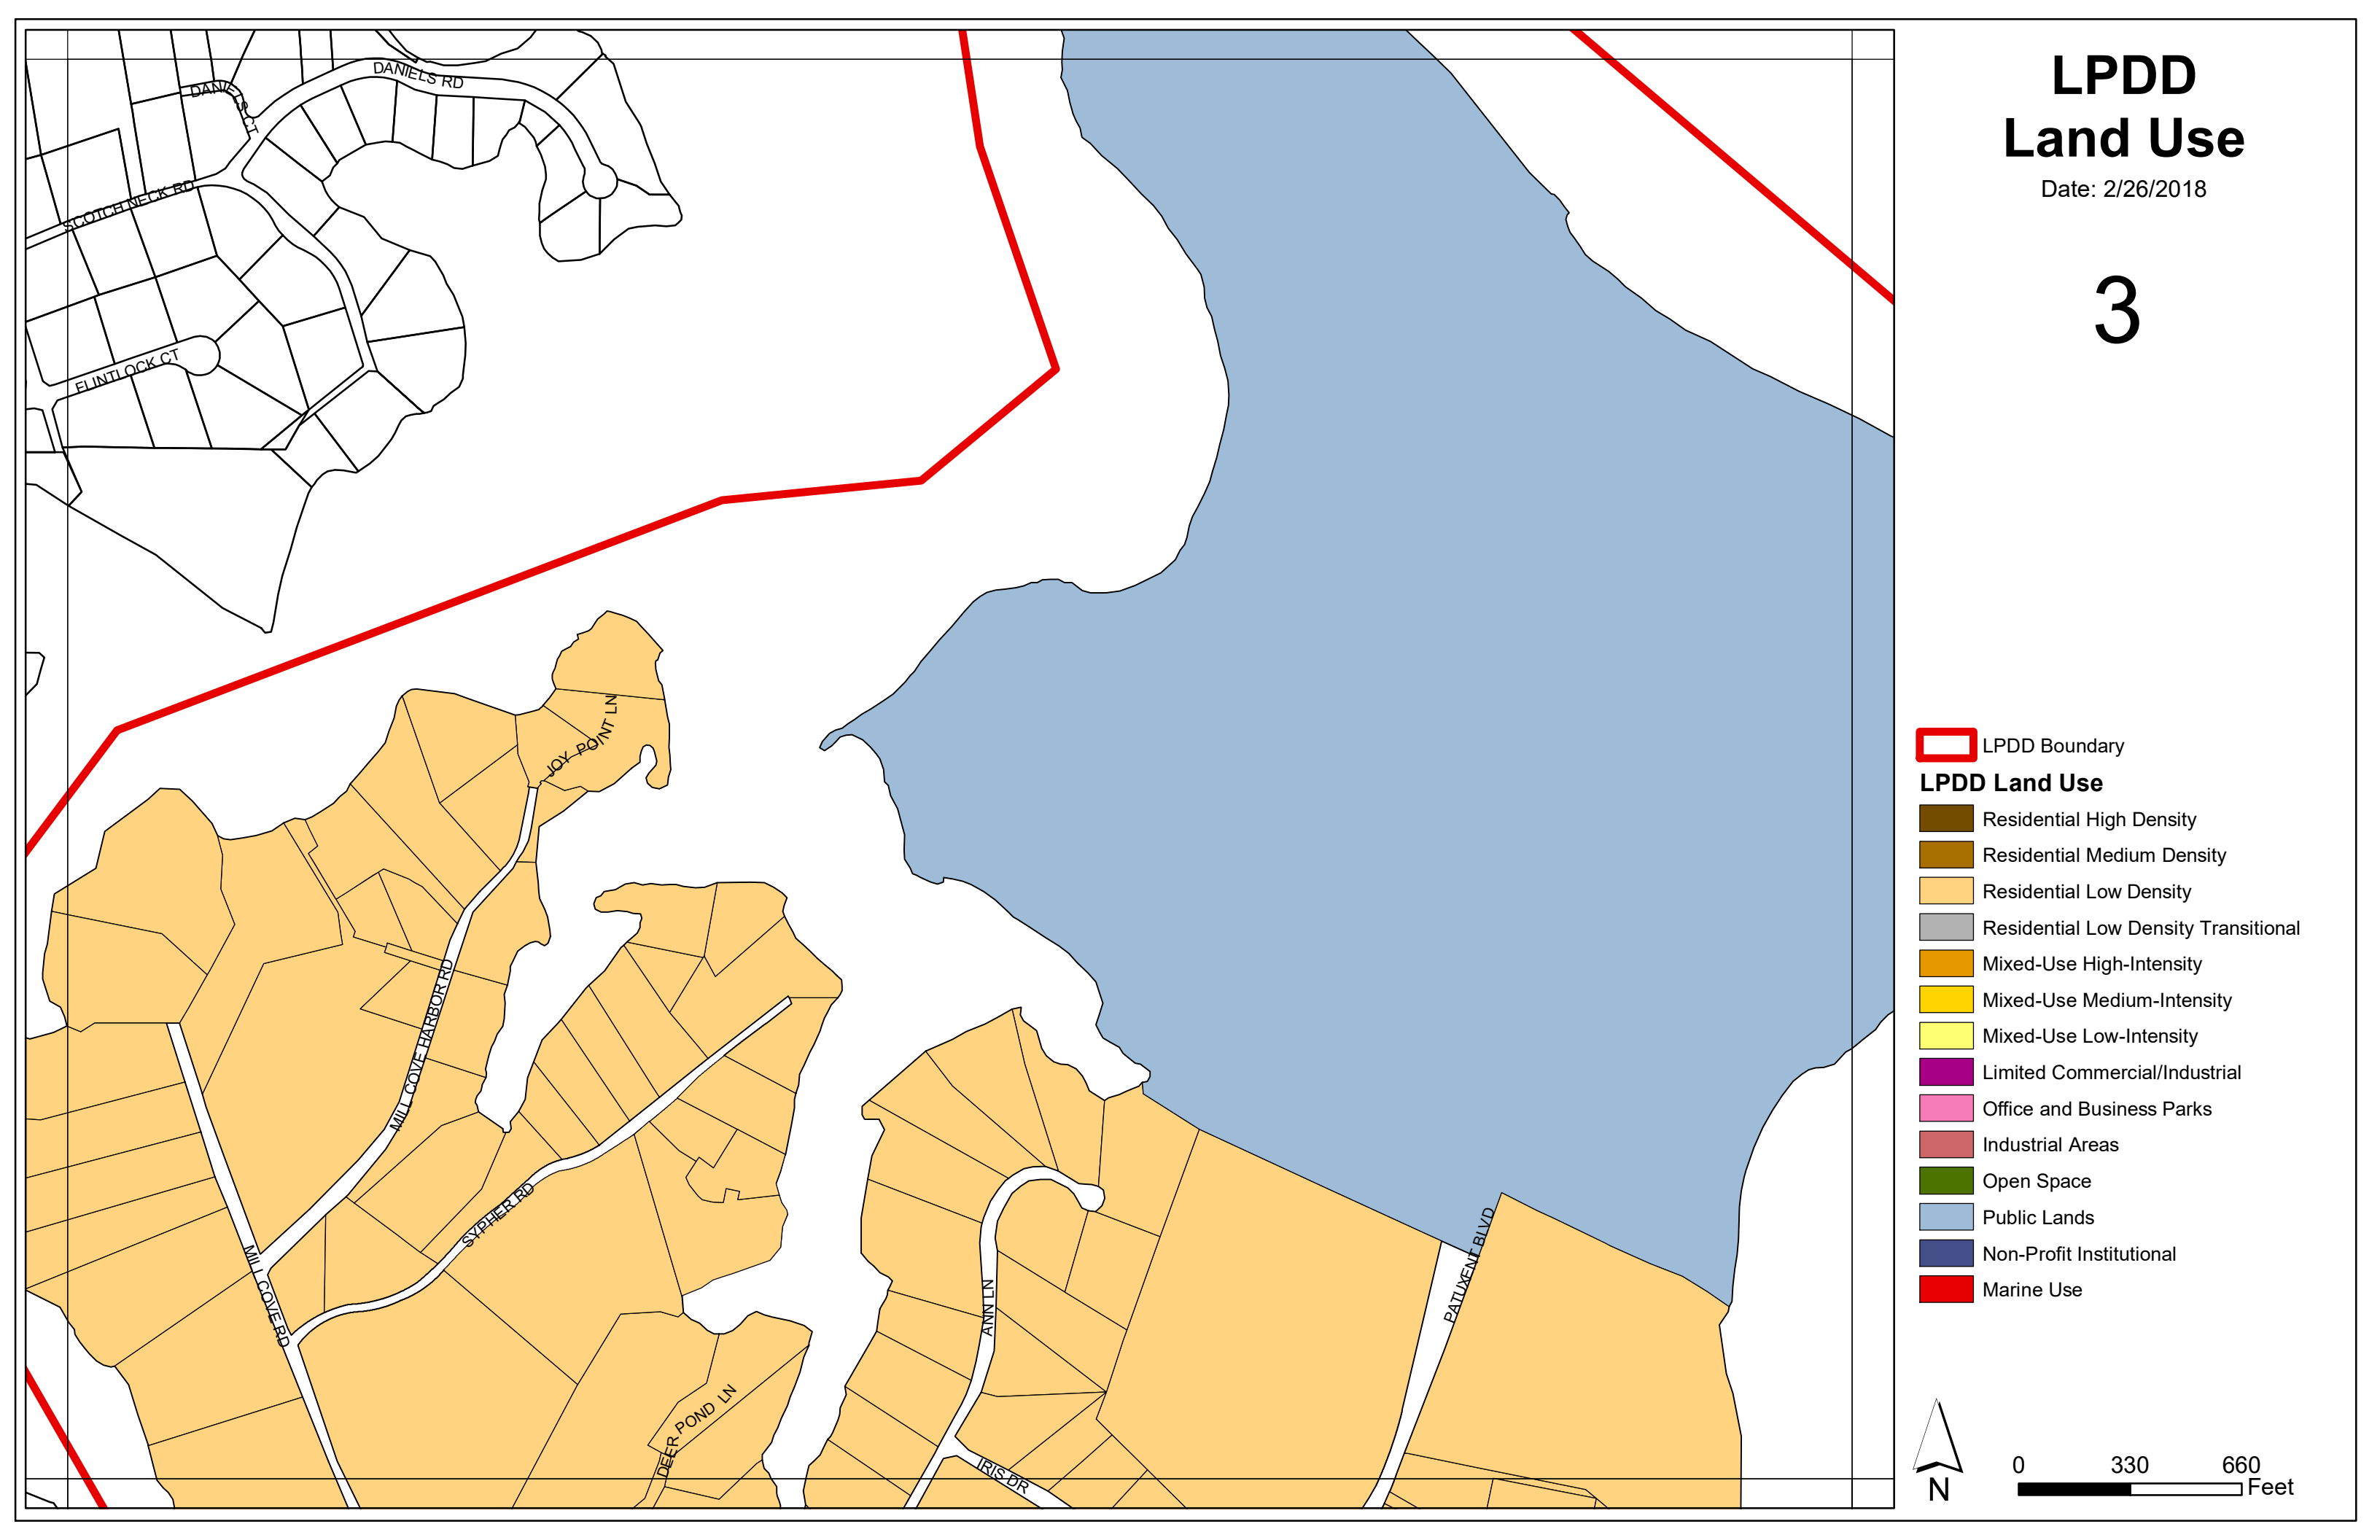 LPDD
Land Use
Date: 2/26/2018
3
DANIELS RD
DANIELS CT
SCOTCH NECK RD
FLINTLOCK CT
JOY POINT LN
MILL COVE HARBOR RD
SYPHER RD
MILL COVE RD
ANN LN
PATUXENT BLVD
DEER POND LN
IRIS DR
LPDD Boundary
LPDD Land Use
Residential High Density
Residential Medium Density
Residential Low Density
Residential Low Density Transitional
Mixed-Use High-Intensity
Mixed-Use Medium-Intensity
Mixed-Use Low-Intensity
Limited Commercial/Industrial
Office and Business Parks
Industrial Areas
Open Space
Public Lands
Non-Profit Institutional
Marine Use
N
0 330 660
Feet